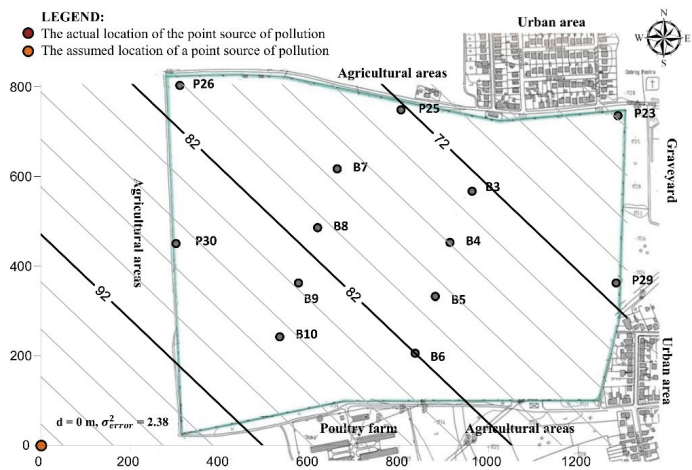 LEGEND:
The actual location of the point source of pollution
The assumed location of a point source of pollution
Urban area
N
W
E
S
Agricultural areas
800
P26
P25
P23
82
72
Graveyard
600
B7
B3
Agricultural areas
B8
P30
B4
400
92
82
B9
B5
P29
B10
200
B6
Urban area
d = 0 m, σ²error = 2.38
Poultry farm
Agricultural areas
0
0
200
400
600
800
1000
1200